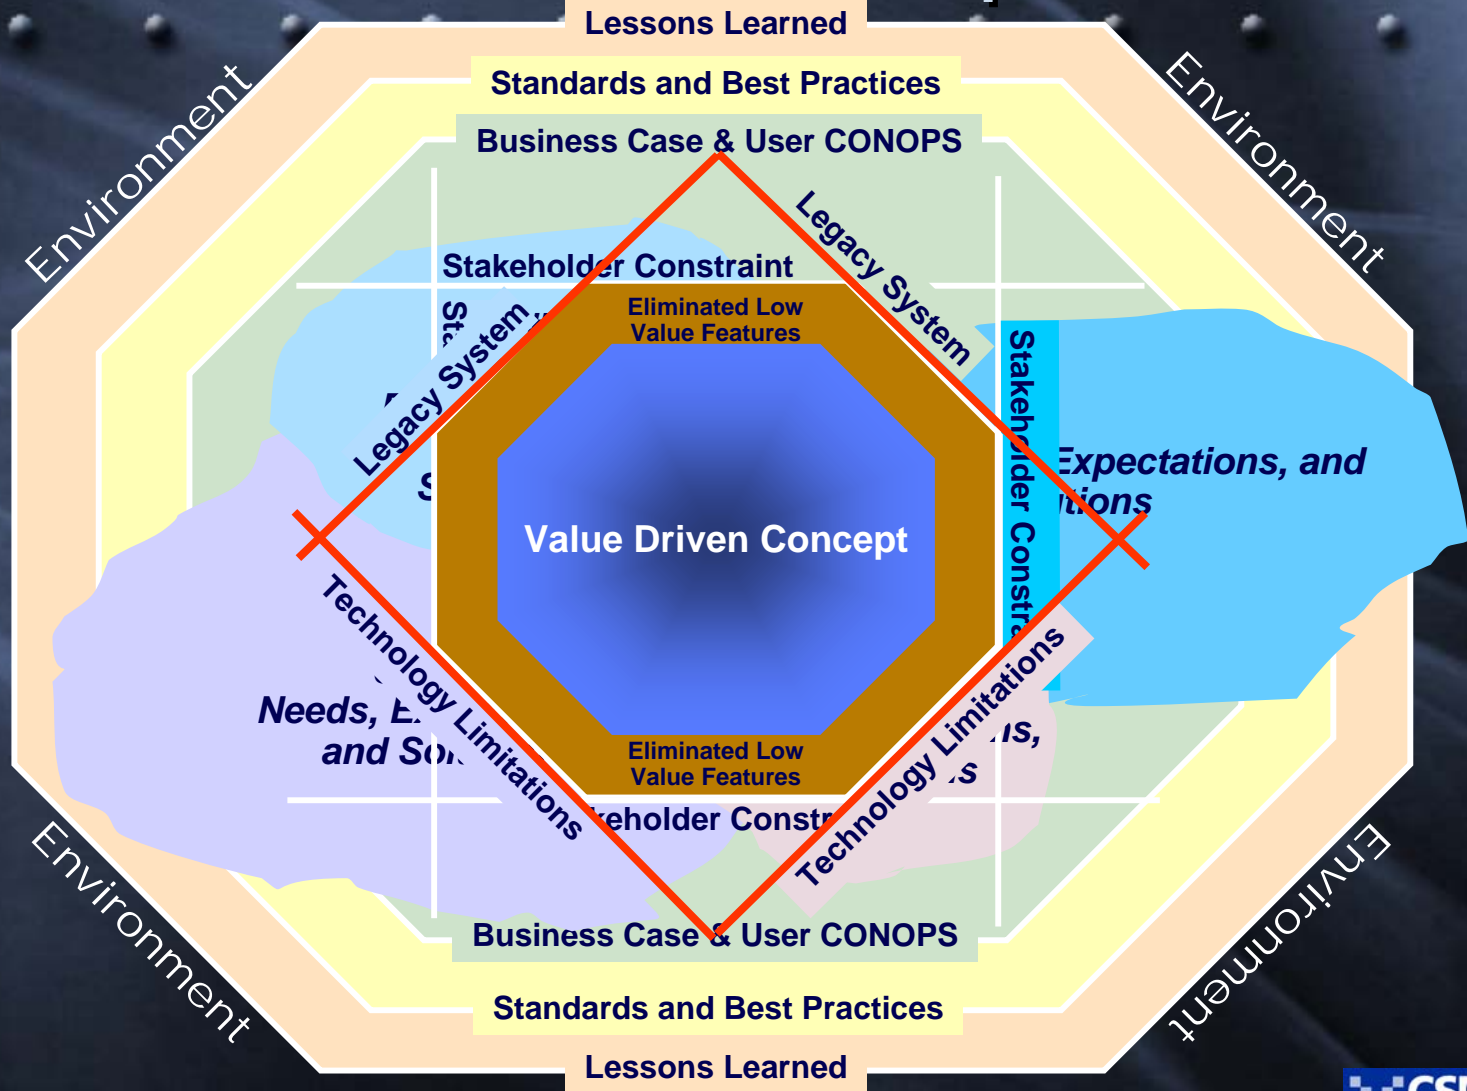 Lessons Learned
Standards and Best Practices
Business Case & User CONOPS
Environment
Environment
Legacy System
Stakeholder Constraint
Eliminated Low
Value Features
Legacy System
Expectations, and
Value Driven Concept
Technology Limitations
Needs,
and
Eliminated Low
Value Features
Technology Limitations
Business Case & User CONOPS
Environment
Environment
Standards and Best Practices
Lessons Learned